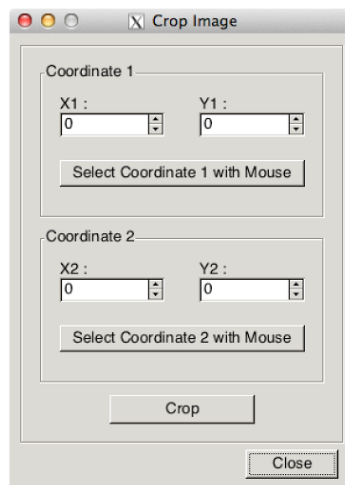 Crop Image
Coordinate 1
X1 : Y1 :
0 0
Select Coordinate 1 with Mouse
Coordinate 2
X2 : Y2 :
0 0
Select Coordinate 2 with Mouse
Crop
Close